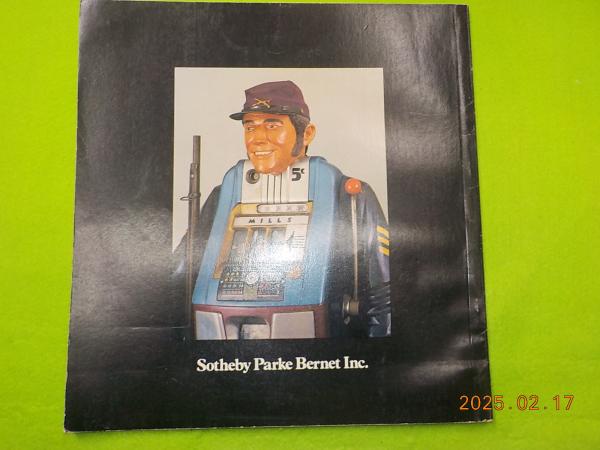 5¢
MILLS
Sotheby Parke Bernet Inc.
2025.02.17